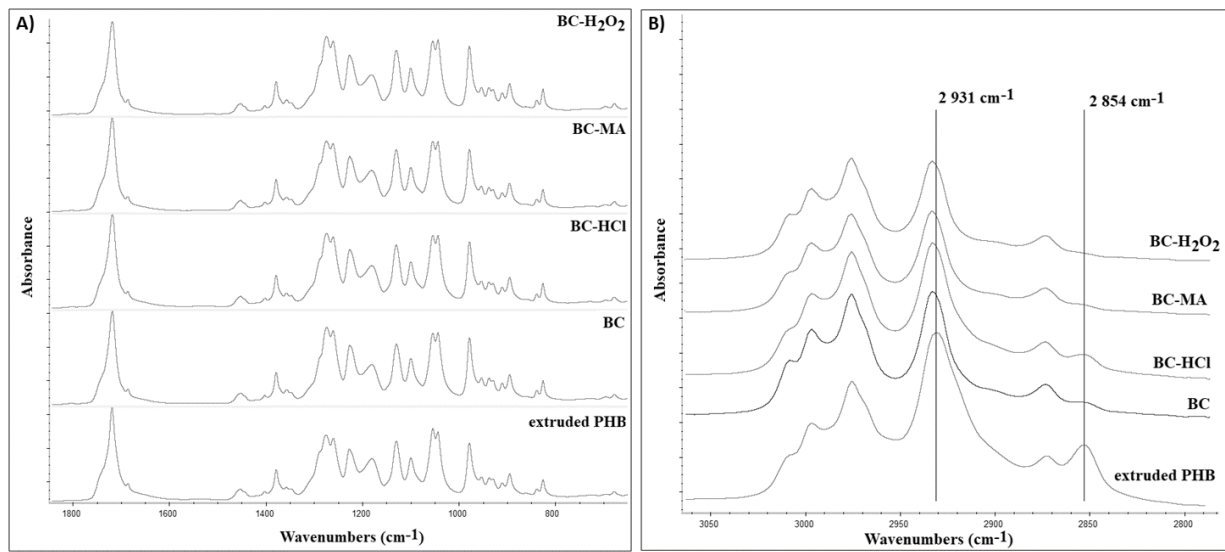 A)
BC-H₂O₂
BC-MA
BC-HCl
BC
extruded PHB
Absorbance
1800 1600 1400 1200 1000 800
Wavenumbers (cm⁻¹)
B)
2 931 cm⁻¹
2 854 cm⁻¹
BC-H₂O₂
BC-MA
BC-HCl
BC
extruded PHB
Absorbance
3050 3000 2950 2900 2850 2800
Wavenumbers (cm⁻¹)